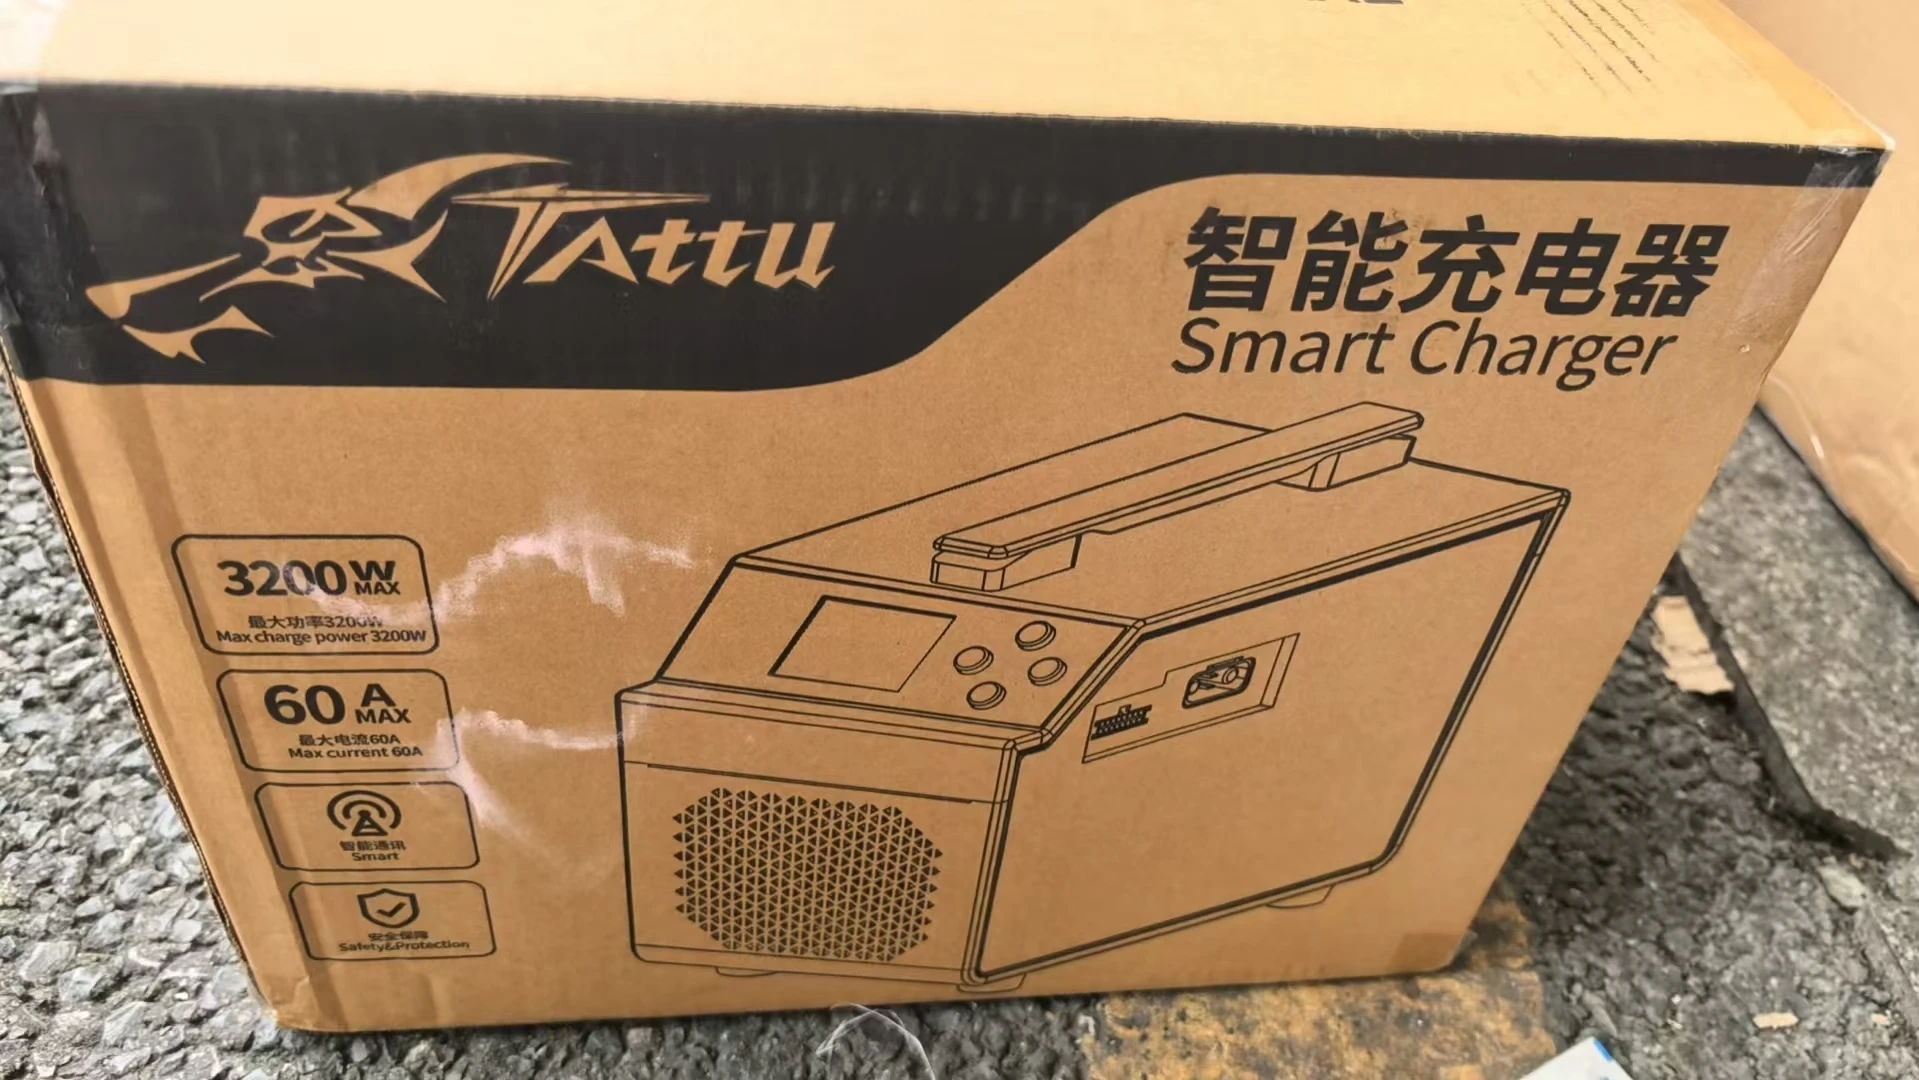 TAttu
智能充电器
Smart Charger
3200 W MAX
最大功率3200W
Max charge power 3200W
60 A MAX
最大电流60A
Max current 60A
智能通讯
Smart
安全保障
Safety&Protection